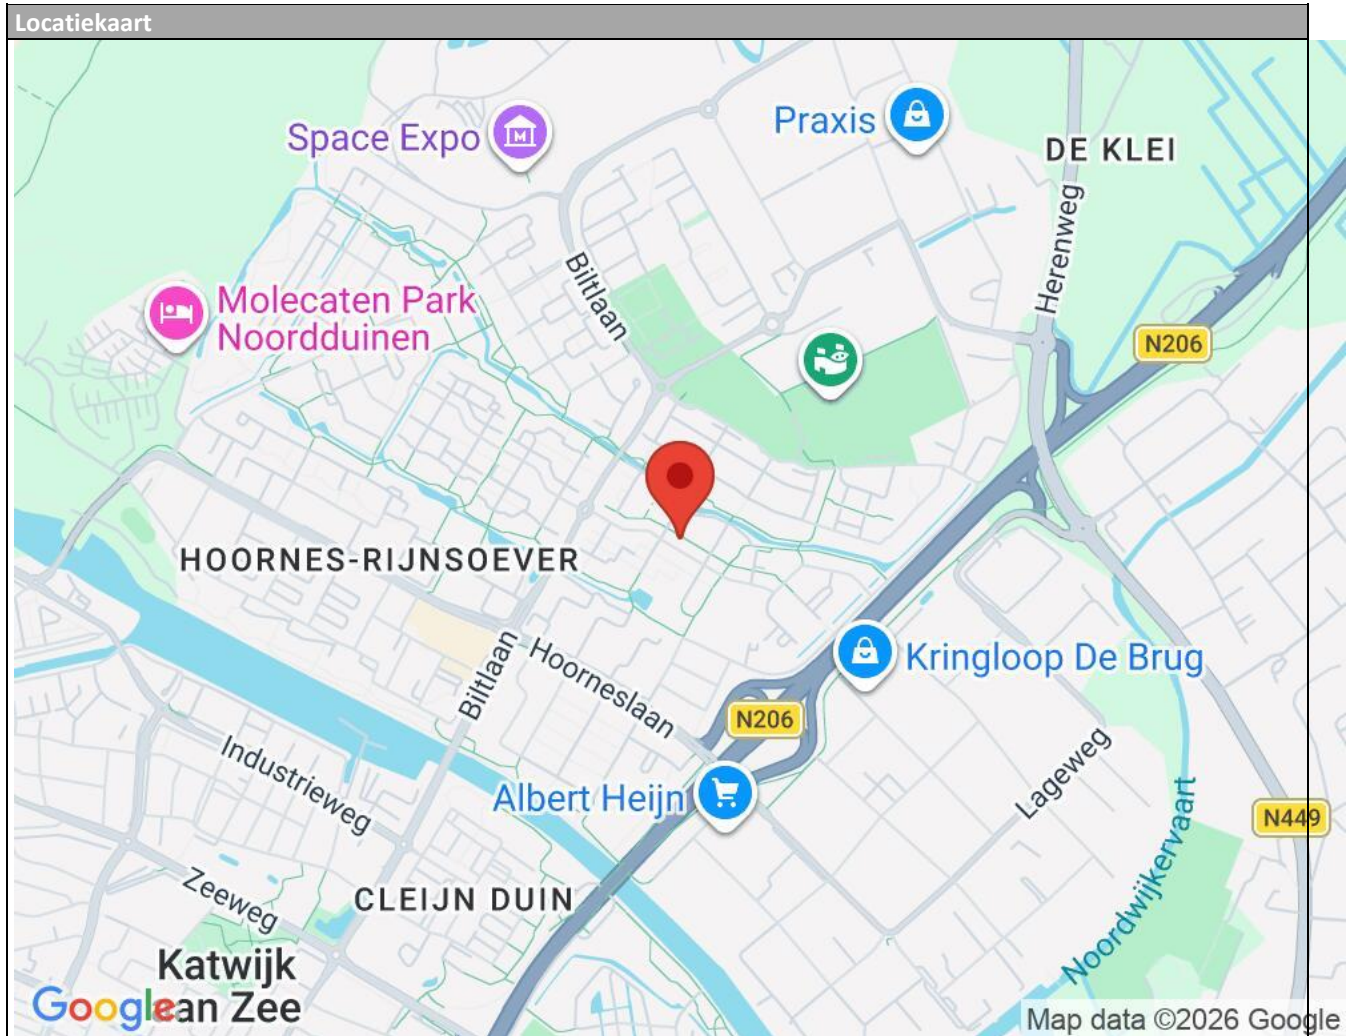 Locatiekaart
Space Expo
Praxis
DE KLEI
Herenweg
Biltlaan
Molecaten Park
Noordduinen
N206
HOORNES-RIJNSOEVER
Biltlaan
Hoorneslaan
Kringloop De Brug
N206
Industrieweg
Albert Heijn
Lageweg
N449
Noordwijkervaart
Zeeweg
CLEIJN DUIN
Katwijk
aan Zee
Google
Map data ©2026 Google